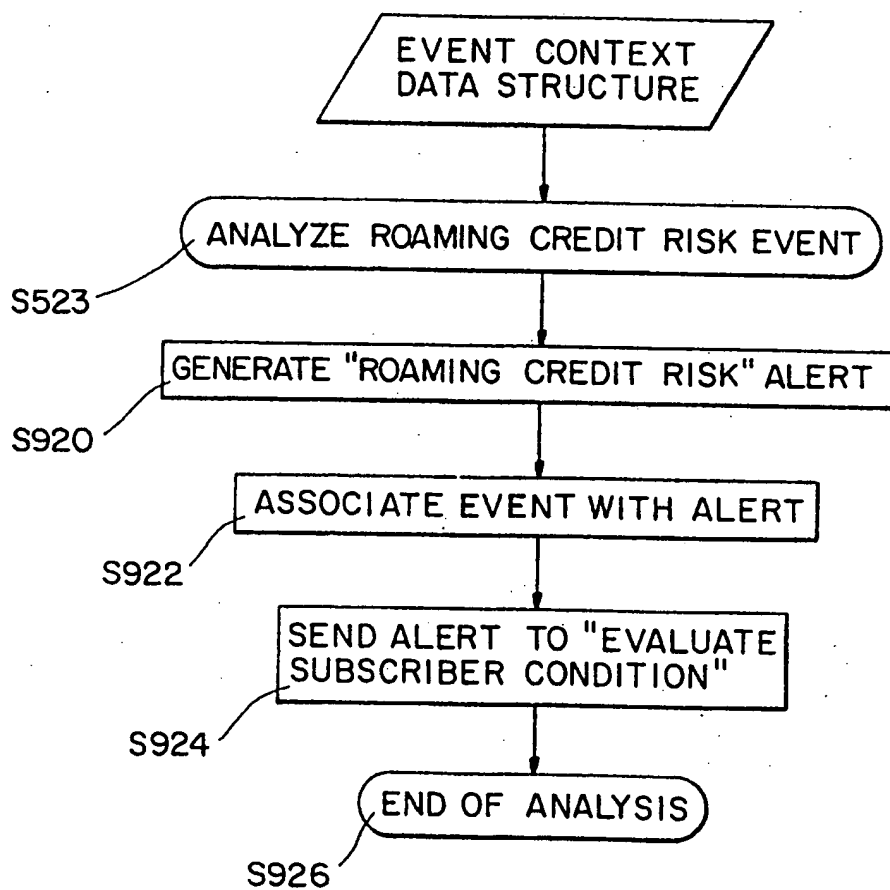 EVENT CONTEXT
DATA STRUCTURE
ANALYZE ROAMING CREDIT RISK EVENT
S523
GENERATE "ROAMING CREDIT RISK" ALERT
S920
ASSOCIATE EVENT WITH ALERT
S922
SEND ALERT TO "EVALUATE
SUBSCRIBER CONDITION"
S924
END OF ANALYSIS
S926